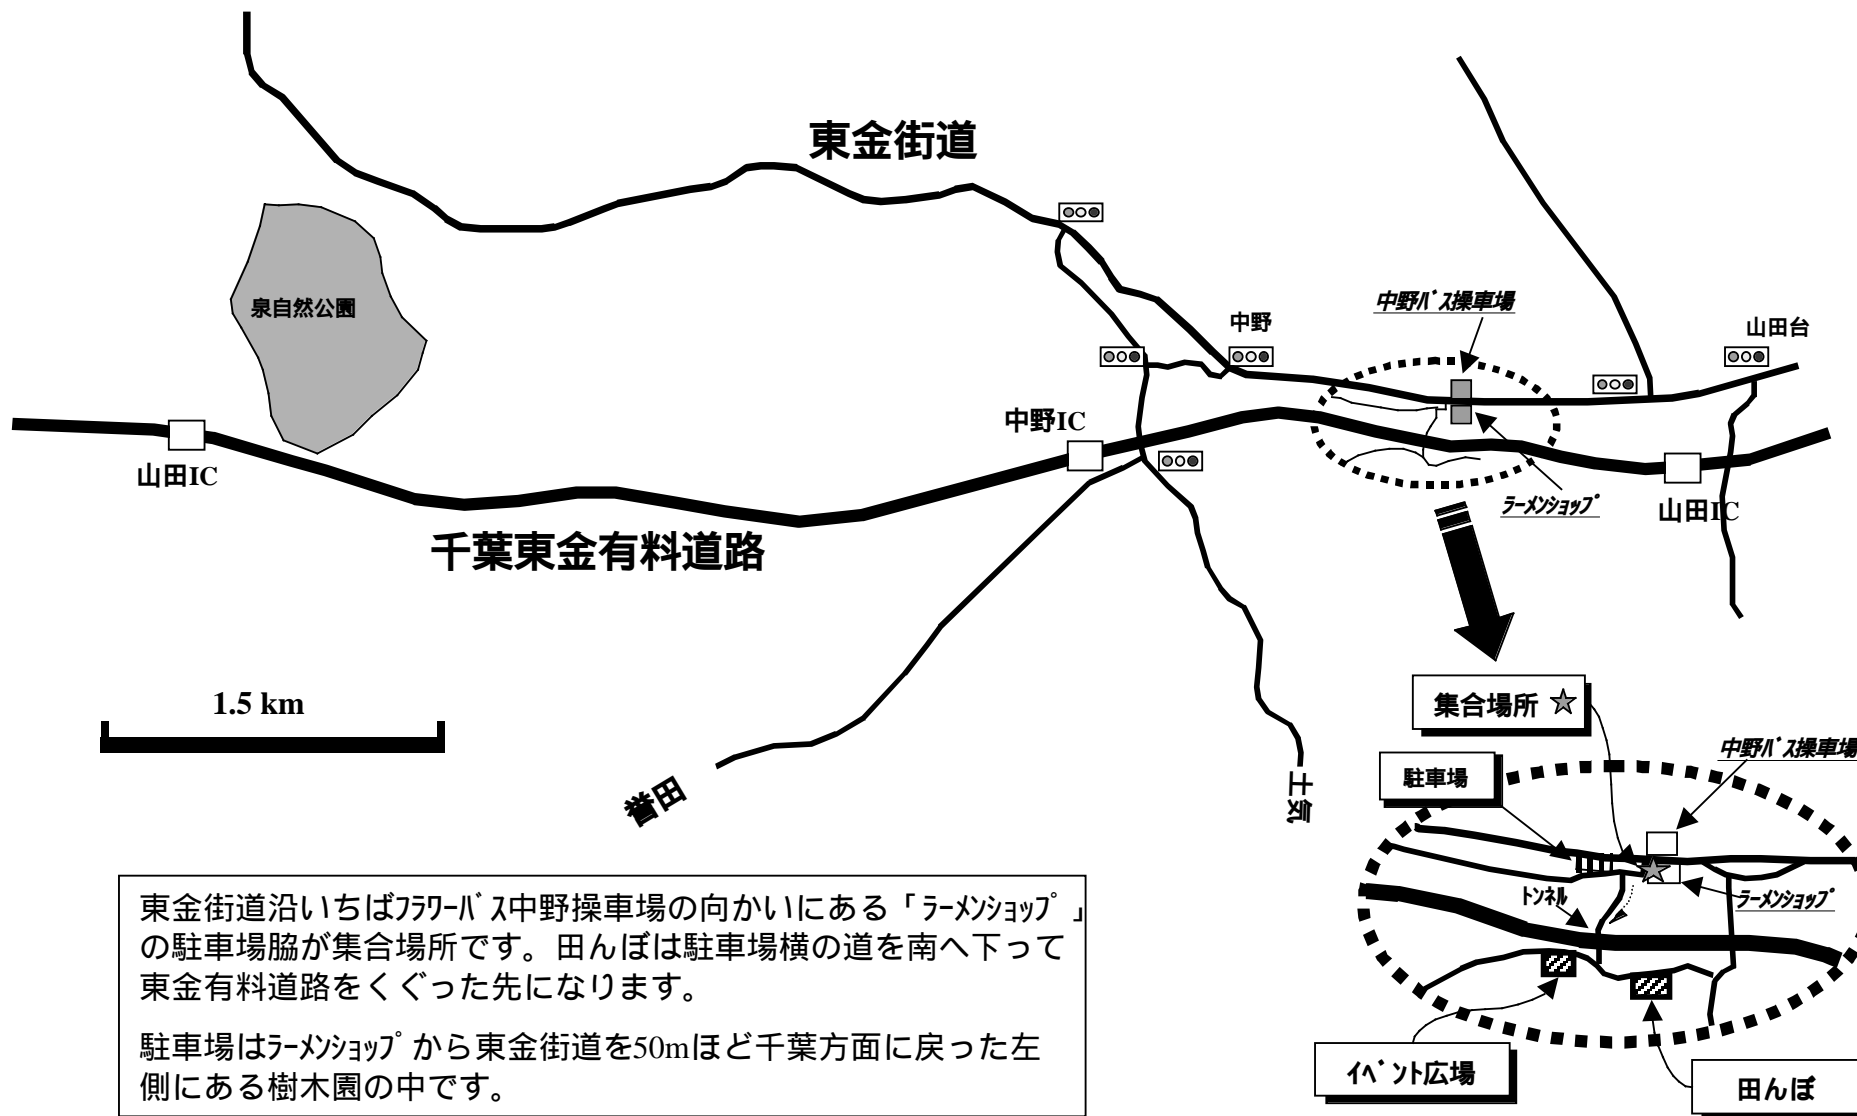 東金街道
泉自然公園
中野
中野ﾊﾞｽ操車場
山田台
中野IC
山田IC
ﾗｰﾒﾝｼｮｯﾌﾟ
山田IC
千葉東金有料道路
1.5 km
誉田
土気
集合場所 ☆
中野ﾊﾞｽ操車場
駐車場
ﾄﾝﾈﾙ
ﾗｰﾒﾝｼｮｯﾌﾟ
ｲﾍﾞﾝﾄ広場
田んぼ
東金街道沿いちばﾌﾗﾜｰﾊﾞｽ中野操車場の向かいにある「ﾗｰﾒﾝｼｮｯﾌﾟ」
の駐車場脇が集合場所です。田んぼは駐車場横の道を南へ下って
東金有料道路をくぐった先になります。
駐車場はﾗｰﾒﾝｼｮｯﾌﾟから東金街道を50mほど千葉方面に戻った左
側にある樹木園の中です。